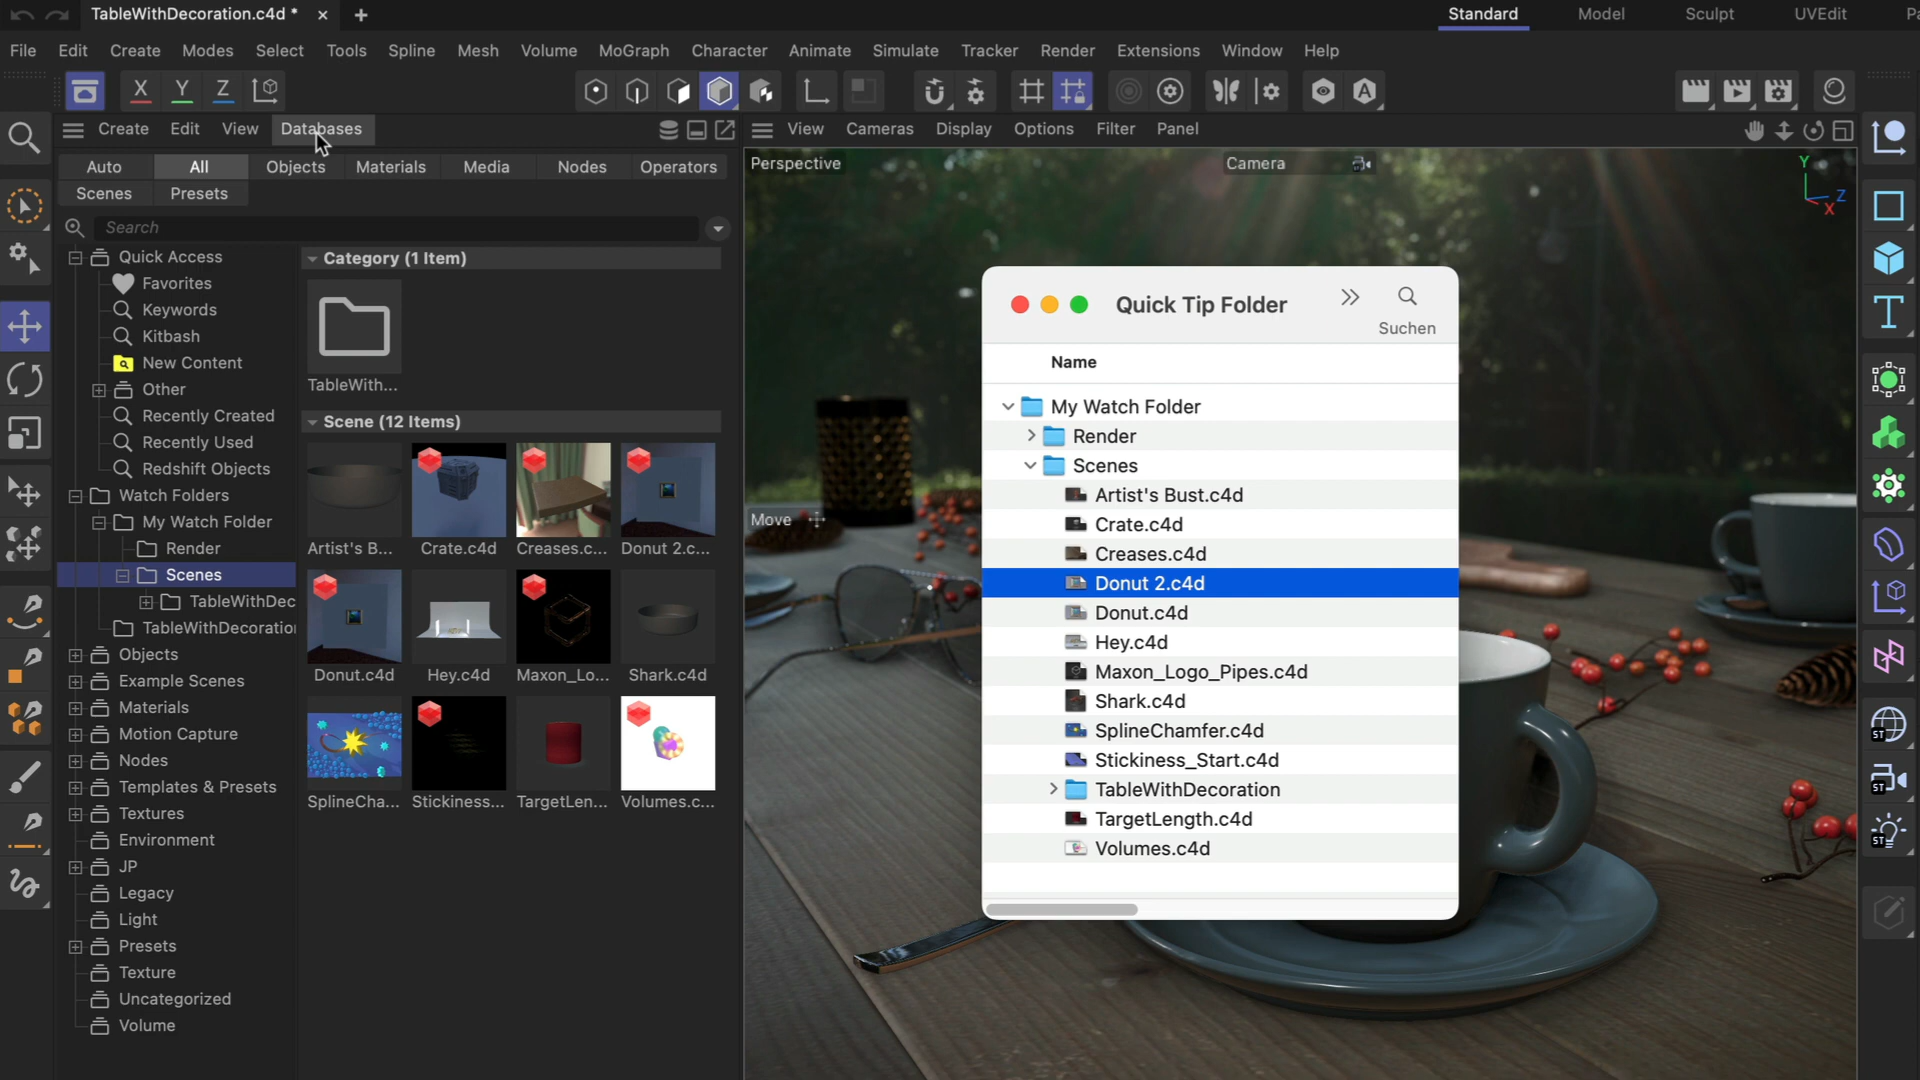 TableWithDecoration.c4d *
Standard Model Sculpt UVEdit
File Edit Create Modes Select Tools Spline Mesh Volume MoGraph Character Animate Simulate Tracker Render Extensions Window Help
X Y Z
Create Edit View Databases
View Cameras Display Options Filter Panel
Auto All Objects Materials Media Nodes Operators
Scenes Presets
Search
Quick Access
Favorites
Keywords
Kitbash
New Content
Other
Recently Created
Recently Used
Redshift Objects
Watch Folders
My Watch Folder
Render
Scenes
TableWithDec
TableWithDecoratio
Objects
Example Scenes
Materials
Motion Capture
Nodes
Templates & Presets
Textures
Environment
JP
Legacy
Light
Presets
Texture
Uncategorized
Volume
Category (1 Item)
TableWith...
Scene (12 Items)
Artist's B... Crate.c4d Creases.c... Donut 2.c...
Donut.c4d Hey.c4d Maxon_Lo... Shark.c4d
SplineCha... Stickiness... TargetLen... Volumes.c...
Perspective
Camera
Y
Z
X
Move
Quick Tip Folder
Suchen
Name
My Watch Folder
Render
Scenes
Artist's Bust.c4d
Crate.c4d
Creases.c4d
Donut 2.c4d
Donut.c4d
Hey.c4d
Maxon_Logo_Pipes.c4d
Shark.c4d
SplineChamfer.c4d
Stickiness_Start.c4d
TableWithDecoration
TargetLength.c4d
Volumes.c4d
ST
ST
ST